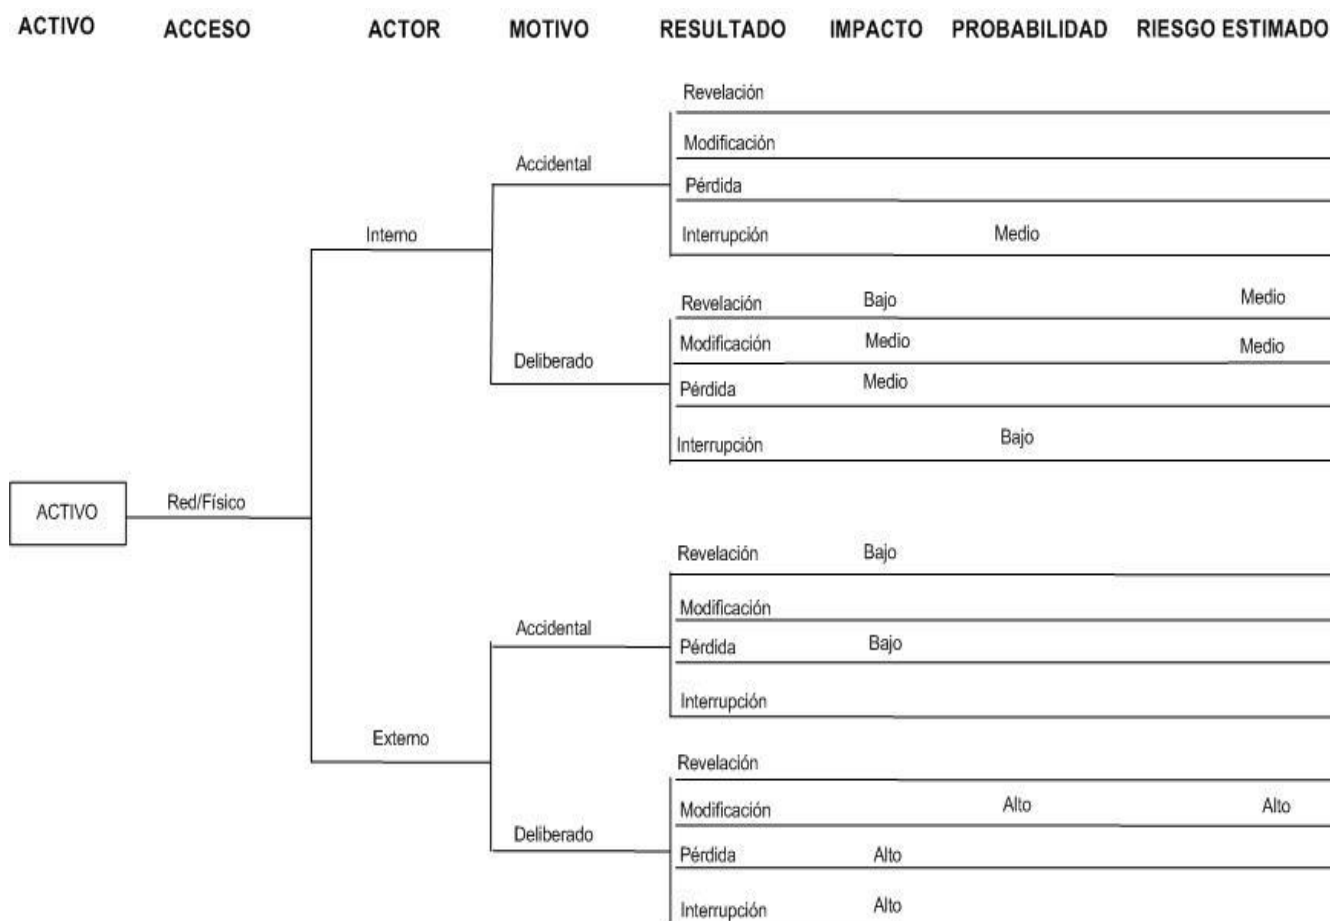 ACTIVO ACCESO ACTOR MOTIVO RESULTADO IMPACTO PROBABILIDAD RIESGO ESTIMADO
Revelación
Modificación
Accidental
Pérdida
Interno Interrupción Medio
Revelación Bajo Medio
Modificación Medio Medio
Deliberado
Pérdida Medio
Interrupción Bajo
Red/Físico
ACTIVO
Revelación Bajo
Modificación
Accidental
Pérdida Bajo
Interrupción
Externo
Revelación
Modificación Alto Alto
Deliberado
Pérdida Alto
Interrupción Alto